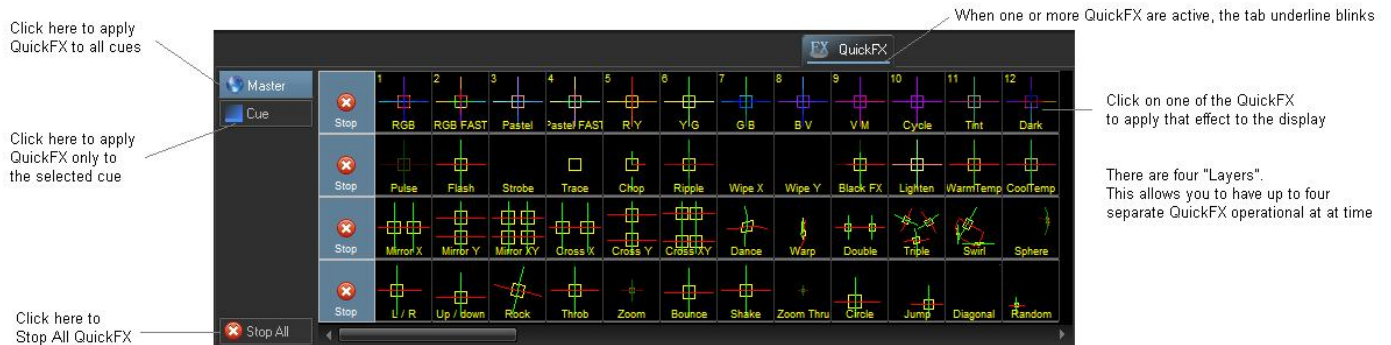 When one or more QuickFX are active, the tab underline blinks
Click here to apply
QuickFX to all cues
FX QuickFX
Master
Cue
1 2 3 4 5 6 7 8 9 10 11 12
Stop RGB RGB FAST Pastel Pastel FAST R Y Y G G B B V V M Cycle Tint Dark
Click on one of the QuickFX
to apply that effect to the display
Click here to apply
QuickFX only to
the selected cue
Stop Pulse Flash Strobe Trace Chop Ripple Wipe X Wipe Y Black FX Lighten WarmTemp CoolTemp
There are four "Layers".
This allows you to have up to four
separate QuickFX operational at at time
Stop Mirror X Mirror Y Mirror XY Cross X Cross Y Cross XY Dance Warp Double Triple Swirl Sphere
Stop L / R Up / down Rock Throb Zoom Bounce Shake Zoom Thru Circle Jump Diagonal Random
Click here to
Stop All QuickFX
Stop All